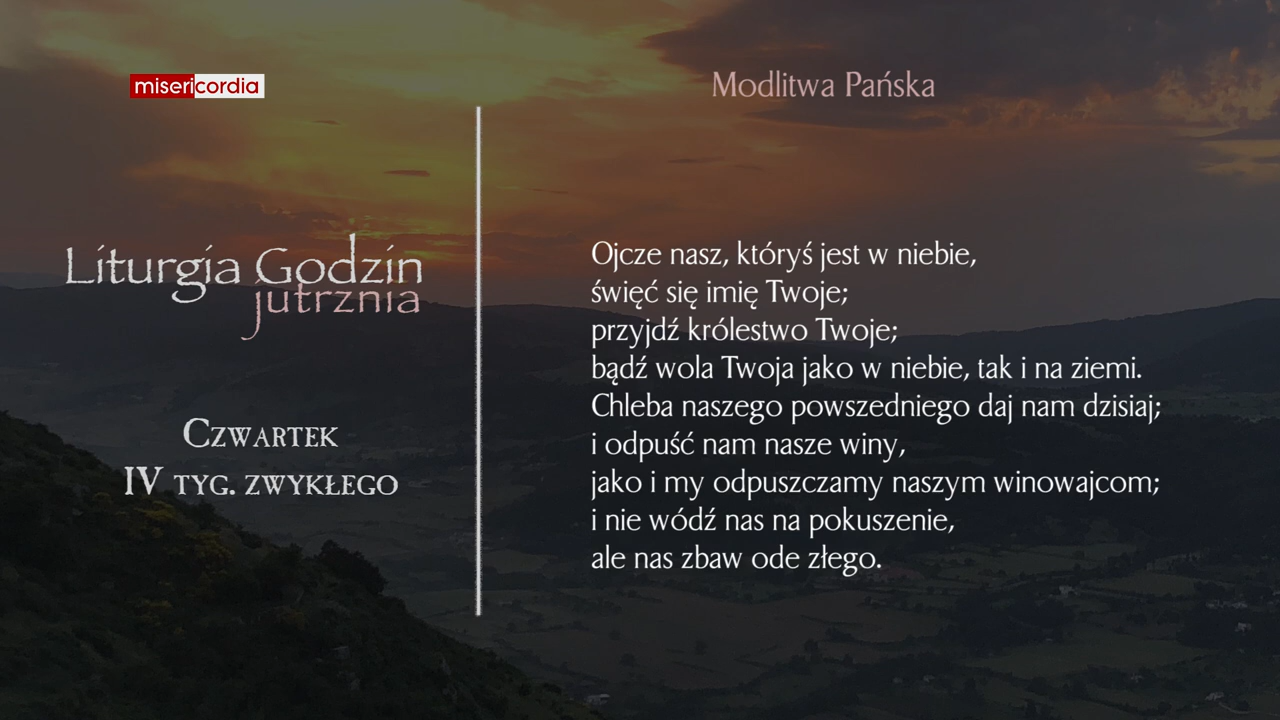 misericordia
Liturgia Godzin
jutrznia
Czwartek
IV tyg. zwykłego
Modlitwa Pańska
Ojcze nasz, któryś jest w niebie,
święć się imię Twoje;
przyjdź królestwo Twoje;
bądź wola Twoja jako w niebie, tak i na ziemi.
Chleba naszego powszedniego daj nam dzisiaj;
i odpuść nam nasze winy,
jako i my odpuszczamy naszym winowajcom;
i nie wódź nas na pokuszenie,
ale nas zbaw ode złego.